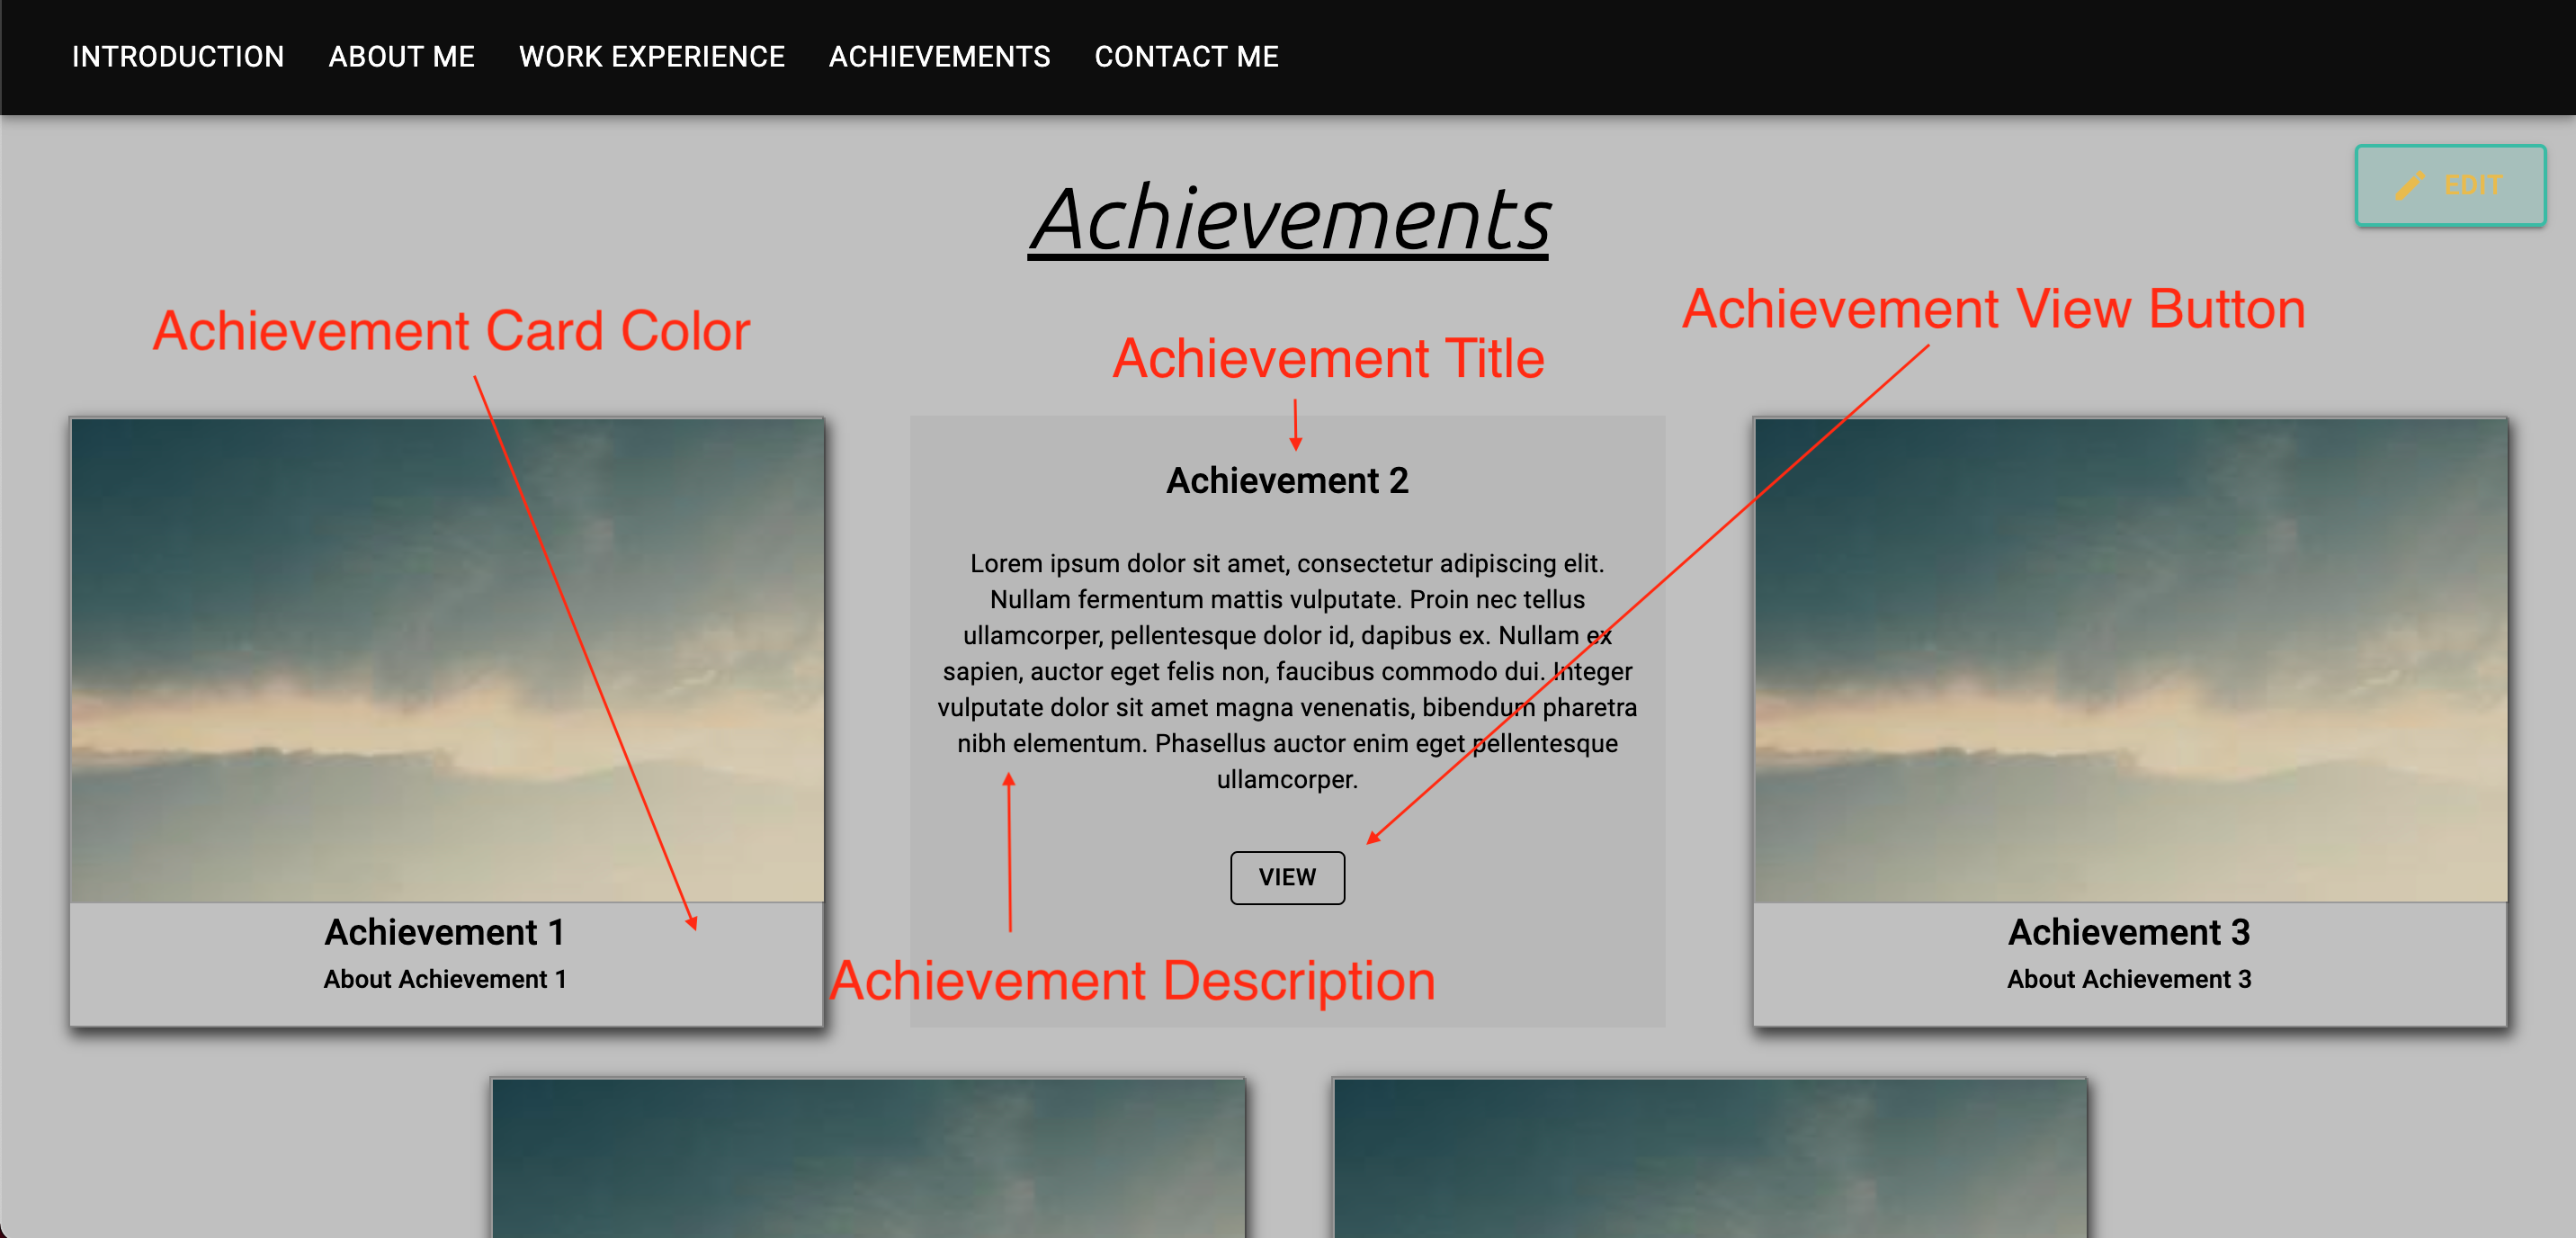 INTRODUCTION ABOUT ME WORK EXPERIENCE ACHIEVEMENTS CONTACT ME
EDIT
Achievements
Achievement Card Color
Achievement Title
Achievement View Button
Achievement 2
Lorem ipsum dolor sit amet, consectetur adipiscing elit.
Nullam fermentum mattis vulputate. Proin nec tellus
ullamcorper, pellentesque dolor id, dapibus ex. Nullam ex
sapien, auctor eget felis non, faucibus commodo dui. Integer
vulputate dolor sit amet magna venenatis, bibendum pharetra
nibh elementum. Phasellus auctor enim eget pellentesque
ullamcorper.
VIEW
Achievement 1
About Achievement 1
Achievement Description
Achievement 3
About Achievement 3